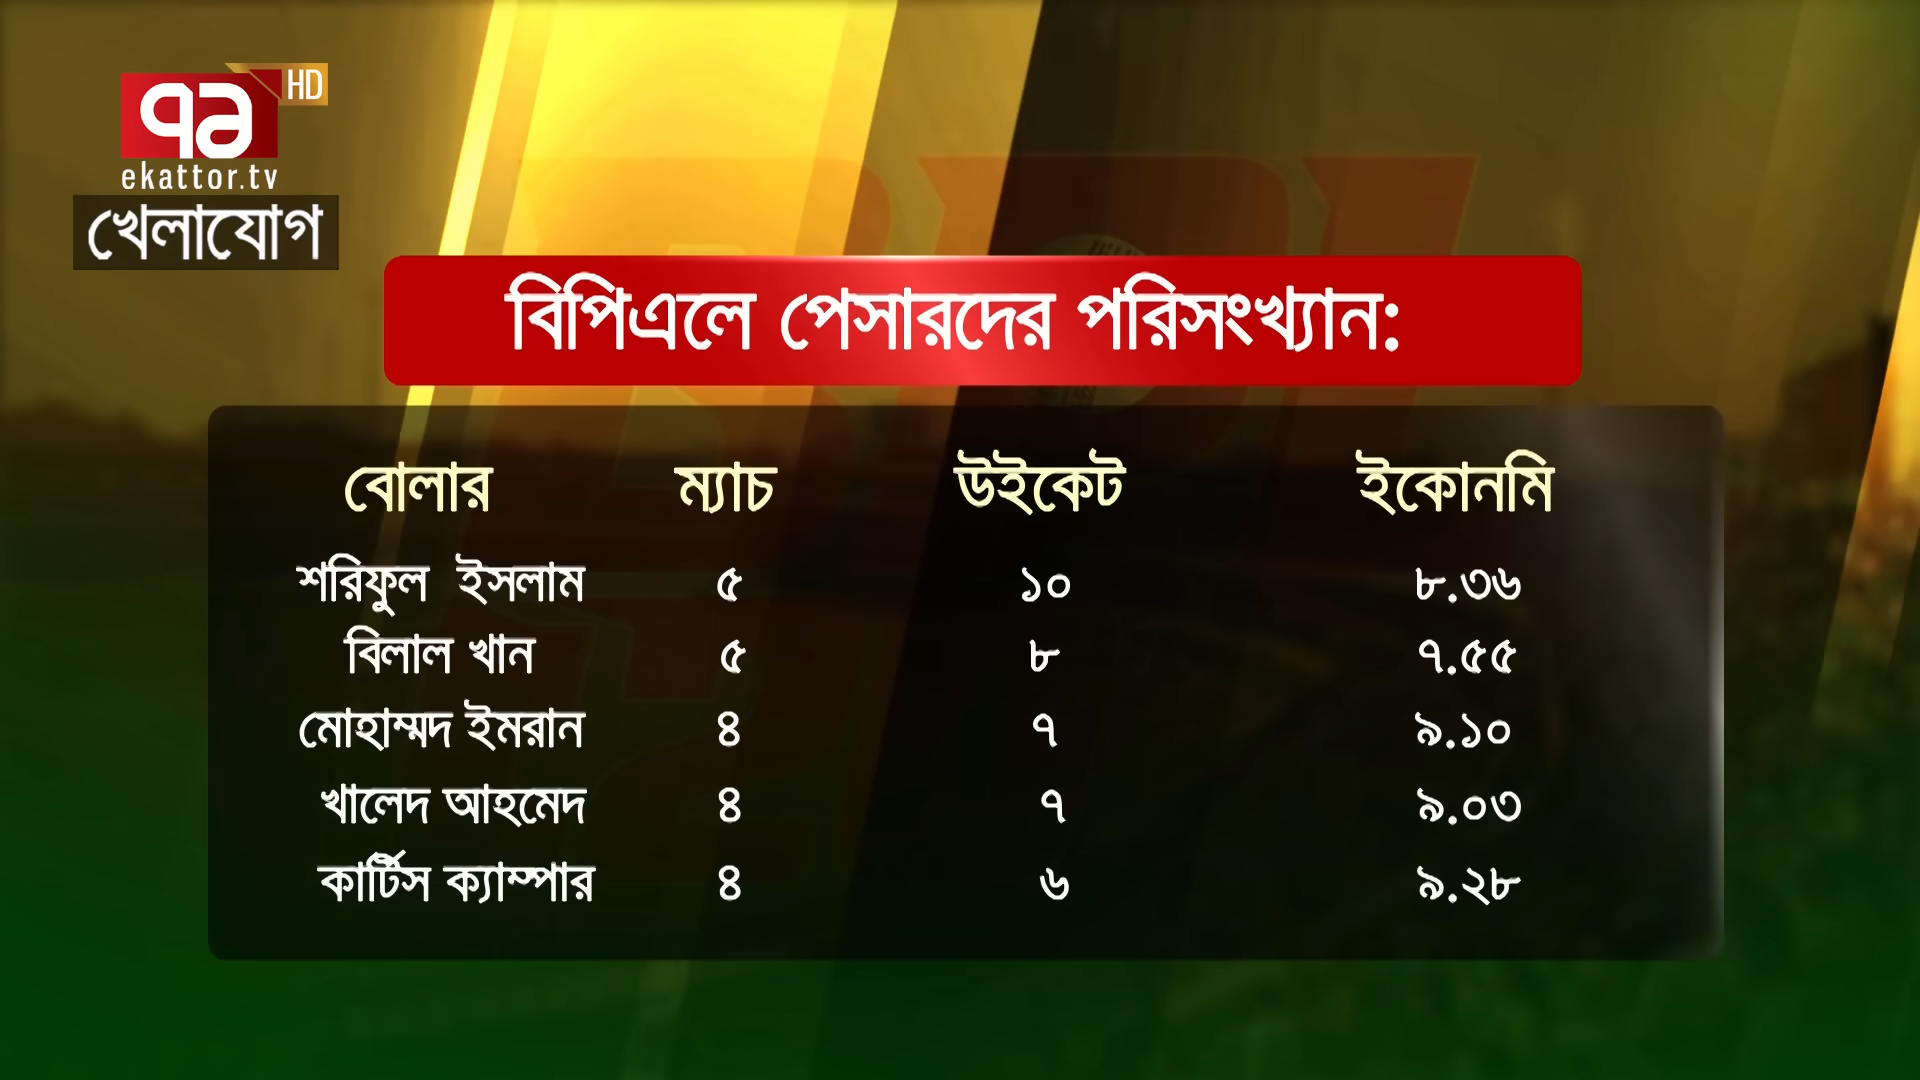 ৭১ HD
ekattor.tv
খেলাযোগ
বিপিএলে পেসারদের পরিসংখ্যান:
বোলার ম্যাচ উইকেট ইকোনমি
শরিফুল ইসলাম ৫ ১০ ৮.৩৬
বিলাল খান ৫ ৮ ৭.৫৫
মোহাম্মদ ইমরান ৪ ৭ ৯.১০
খালেদ আহমেদ ৪ ৭ ৯.০৩
কার্টিস ক্যাম্পার ৪ ৬ ৯.২৮